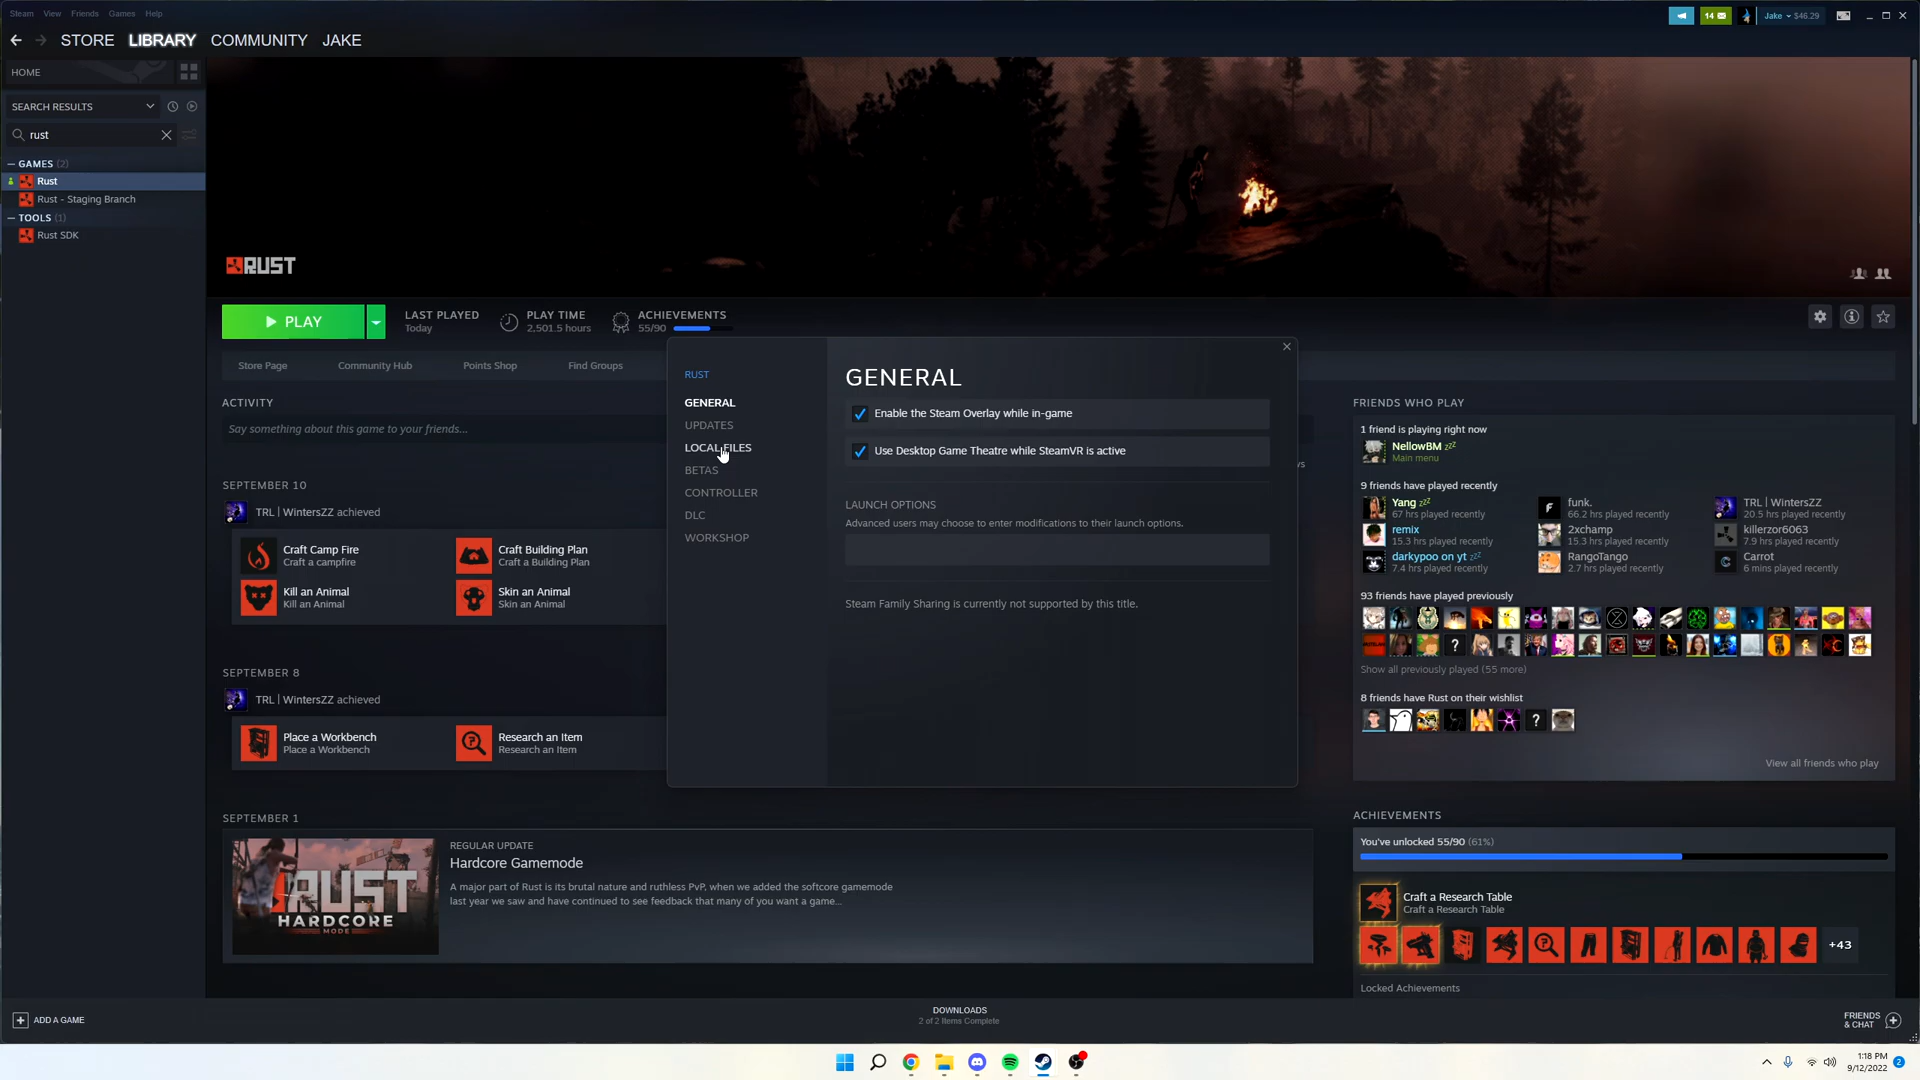 Steam View Friends Games Help
14
Jake $46.29
STORE LIBRARY COMMUNITY JAKE
HOME
SEARCH RESULTS
rust
GAMES (2)
Rust
Rust - Staging Branch
TOOLS (1)
Rust SDK
RUST
PLAY
LAST PLAYED
Today
PLAY TIME
2,501.5 hours
ACHIEVEMENTS
55/90
Store Page Community Hub Points Shop Find Groups
ACTIVITY
Say something about this game to your friends...
SEPTEMBER 10
TRL | WintersZZ achieved
Craft Camp Fire
Craft a campfire
Craft Building Plan
Craft a Building Plan
Kill an Animal
Kill an Animal
Skin an Animal
Skin an Animal
SEPTEMBER 8
TRL | WintersZZ achieved
Place a Workbench
Place a Workbench
Research an Item
Research an Item
SEPTEMBER 1
RUST
HARDCORE
MODE
REGULAR UPDATE
Hardcore Gamemode
A major part of Rust is its brutal nature and ruthless PvP, when we added the softcore gamemode
last year we saw and have continued to see feedback that many of you want a game...
RUST
GENERAL
UPDATES
LOCAL FILES
BETAS
CONTROLLER
DLC
WORKSHOP
GENERAL
Enable the Steam Overlay while in-game
Use Desktop Game Theatre while SteamVR is active
LAUNCH OPTIONS
Advanced users may choose to enter modifications to their launch options.
Steam Family Sharing is currently not supported by this title.
ws
FRIENDS WHO PLAY
1 friend is playing right now
NellowBM zzZ
Main menu
9 friends have played recently
Yang zzZ
67 hrs played recently
funk.
66.2 hrs played recently
TRL | WintersZZ
20.5 hrs played recently
remix
15.3 hrs played recently
2xchamp
15.3 hrs played recently
killerzor6063
7.9 hrs played recently
darkypoo on yt zzZ
7.4 hrs played recently
RangoTango
2.7 hrs played recently
Carrot
6 mins played recently
93 friends have played previously
Show all previously played (55 more)
8 friends have Rust on their wishlist
View all friends who play
ACHIEVEMENTS
You've unlocked 55/90 (61%)
Craft a Research Table
Craft a Research Table
+43
Locked Achievements
ADD A GAME
DOWNLOADS
2 of 2 Items Complete
FRIENDS
& CHAT
1:18 PM
9/12/2022
2